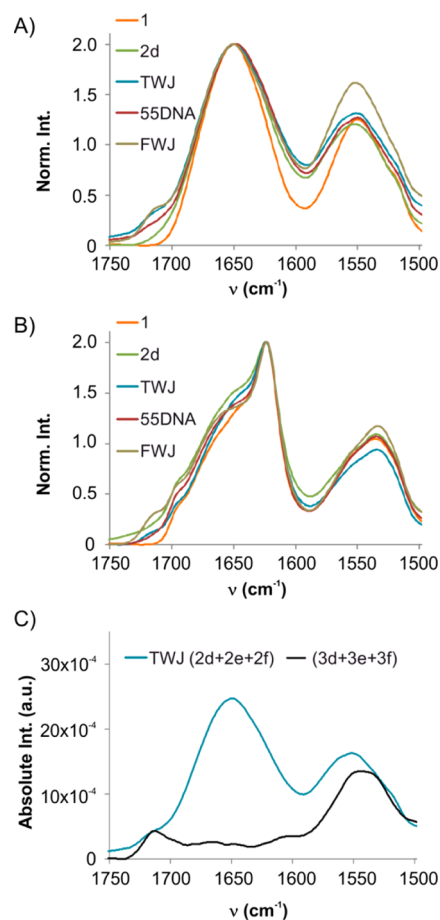 A)
1
2d
TWJ
55DNA
FWJ
Norm. Int.
2.0
1.5
1.0
0.5
0
1750 1700 1650 1600 1550 1500
ν (cm⁻¹)
B)
1
2d
TWJ
55DNA
FWJ
Norm. Int.
2.0
1.5
1.0
0.5
0
1750 1700 1650 1600 1550 1500
ν (cm⁻¹)
C)
TWJ (2d+2e+2f) (3d+3e+3f)
Absolute Int. (a.u.)
30x10⁻⁴
20x10⁻⁴
10x10⁻⁴
0
1750 1700 1650 1600 1550 1500
ν (cm⁻¹)